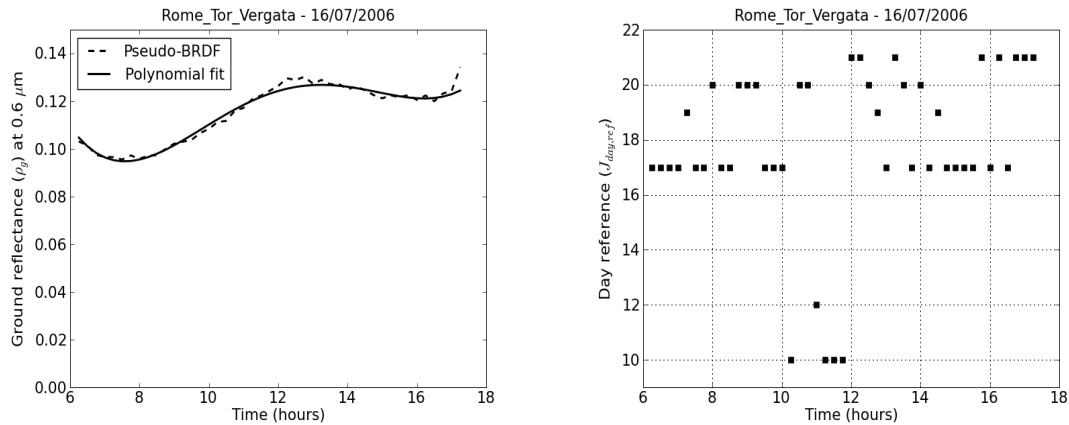 Rome_Tor_Vergata - 16/07/2006
Pseudo-BRDF
Polynomial fit
Ground reflectance (ρg) at 0.6 μm
0.14
0.12
0.10
0.08
0.06
0.04
0.02
0.00
6 8 10 12 14 16 18
Time (hours)
Rome_Tor_Vergata - 16/07/2006
Day reference (Jday,ref)
22
20
18
16
14
12
10
6 8 10 12 14 16 18
Time (hours)